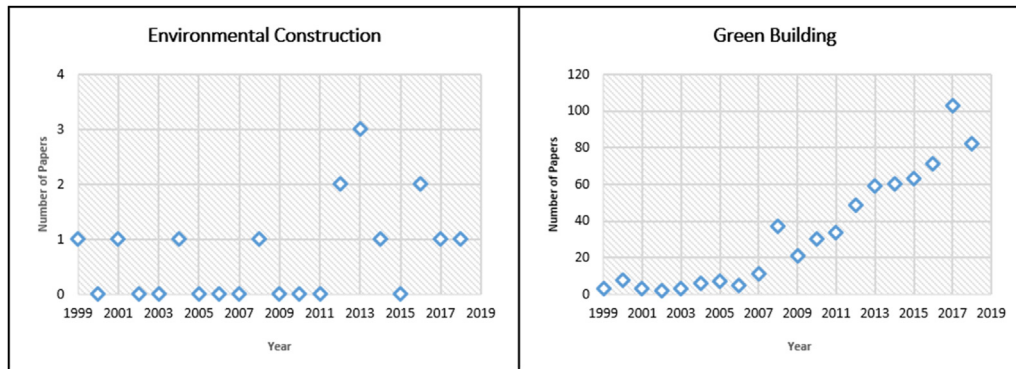 Environmental Construction
Number of Papers
4
3
2
1
0
1999 2001 2003 2005 2007 2009 2011 2013 2015 2017 2019
Year
Green Building
Number of Papers
120
100
80
60
40
20
0
1999 2001 2003 2005 2007 2009 2011 2013 2015 2017 2019
Year